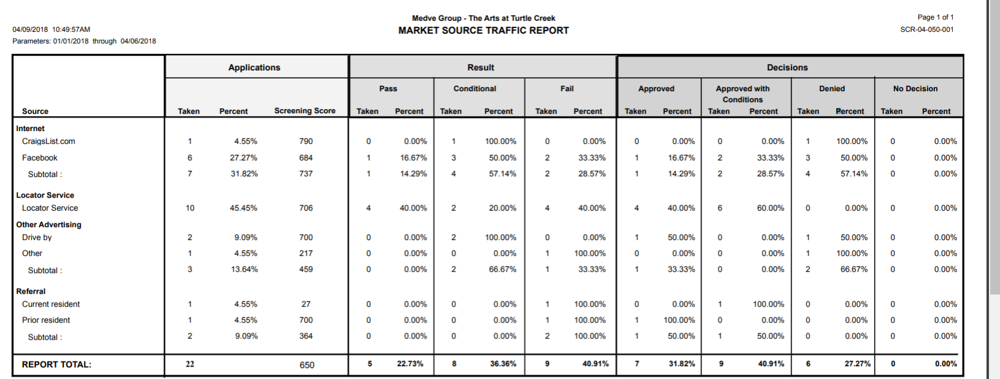 Medve Group - The Arts at Turtle Creek
Page 1 of 1
04/09/2018 10:49:57AM
MARKET SOURCE TRAFFIC REPORT
SCR-04-050-001
Parameters: 01/01/2018 through 04/06/2018
Applications Result Decisions
Pass Conditional Fail Approved Approved with Conditions Denied No Decision
Source Taken Percent Screening Score Taken Percent Taken Percent Taken Percent Taken Percent Taken Percent Taken Percent Taken Percent
Internet
CraigsList.com 1 4.55% 790 0 0.00% 1 100.00% 0 0.00% 0 0.00% 0 0.00% 1 100.00% 0 0.00%
Facebook 6 27.27% 684 1 16.67% 3 50.00% 2 33.33% 1 16.67% 2 33.33% 3 50.00% 0 0.00%
Subtotal : 7 31.82% 737 1 14.29% 4 57.14% 2 28.57% 1 14.29% 2 28.57% 4 57.14% 0 0.00%
Locator Service
Locator Service 10 45.45% 706 4 40.00% 2 20.00% 4 40.00% 4 40.00% 6 60.00% 0 0.00% 0 0.00%
Other Advertising
Drive by 2 9.09% 700 0 0.00% 2 100.00% 0 0.00% 1 50.00% 0 0.00% 1 50.00% 0 0.00%
Other 1 4.55% 217 0 0.00% 0 0.00% 1 100.00% 0 0.00% 0 0.00% 1 100.00% 0 0.00%
Subtotal : 3 13.64% 459 0 0.00% 2 66.67% 1 33.33% 1 33.33% 0 0.00% 2 66.67% 0 0.00%
Referral
Current resident 1 4.55% 27 0 0.00% 0 0.00% 1 100.00% 0 0.00% 1 100.00% 0 0.00% 0 0.00%
Prior resident 1 4.55% 700 0 0.00% 0 0.00% 1 100.00% 1 100.00% 0 0.00% 0 0.00% 0 0.00%
Subtotal : 2 9.09% 364 0 0.00% 0 0.00% 2 100.00% 1 50.00% 1 50.00% 0 0.00% 0 0.00%
REPORT TOTAL: 22 650 5 22.73% 8 36.36% 9 40.91% 7 31.82% 9 40.91% 6 27.27% 0 0.00%